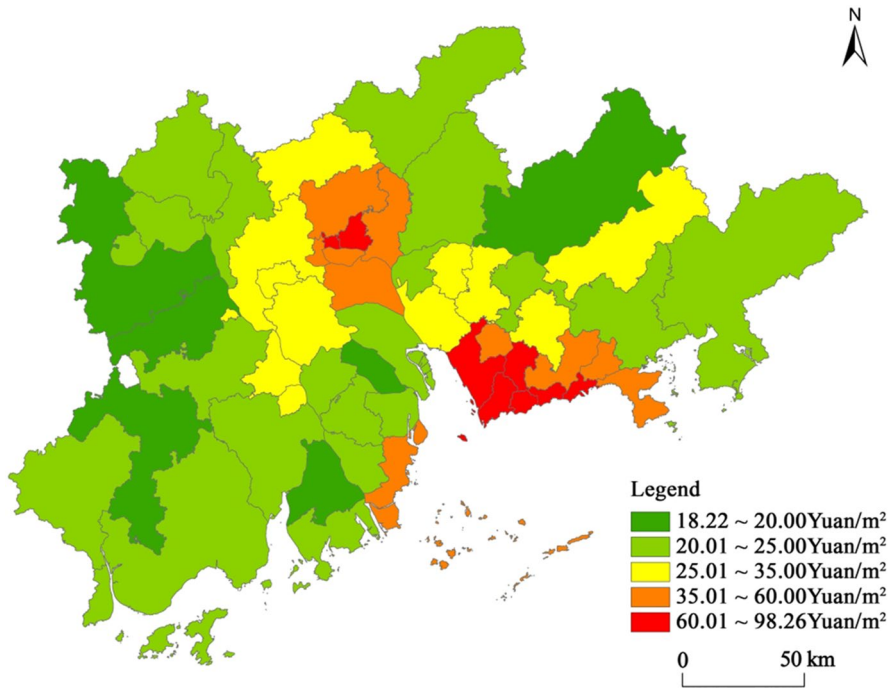 N
Legend
18.22 ~ 20.00Yuan/m²
20.01 ~ 25.00Yuan/m²
25.01 ~ 35.00Yuan/m²
35.01 ~ 60.00Yuan/m²
60.01 ~ 98.26Yuan/m²
0 50 km